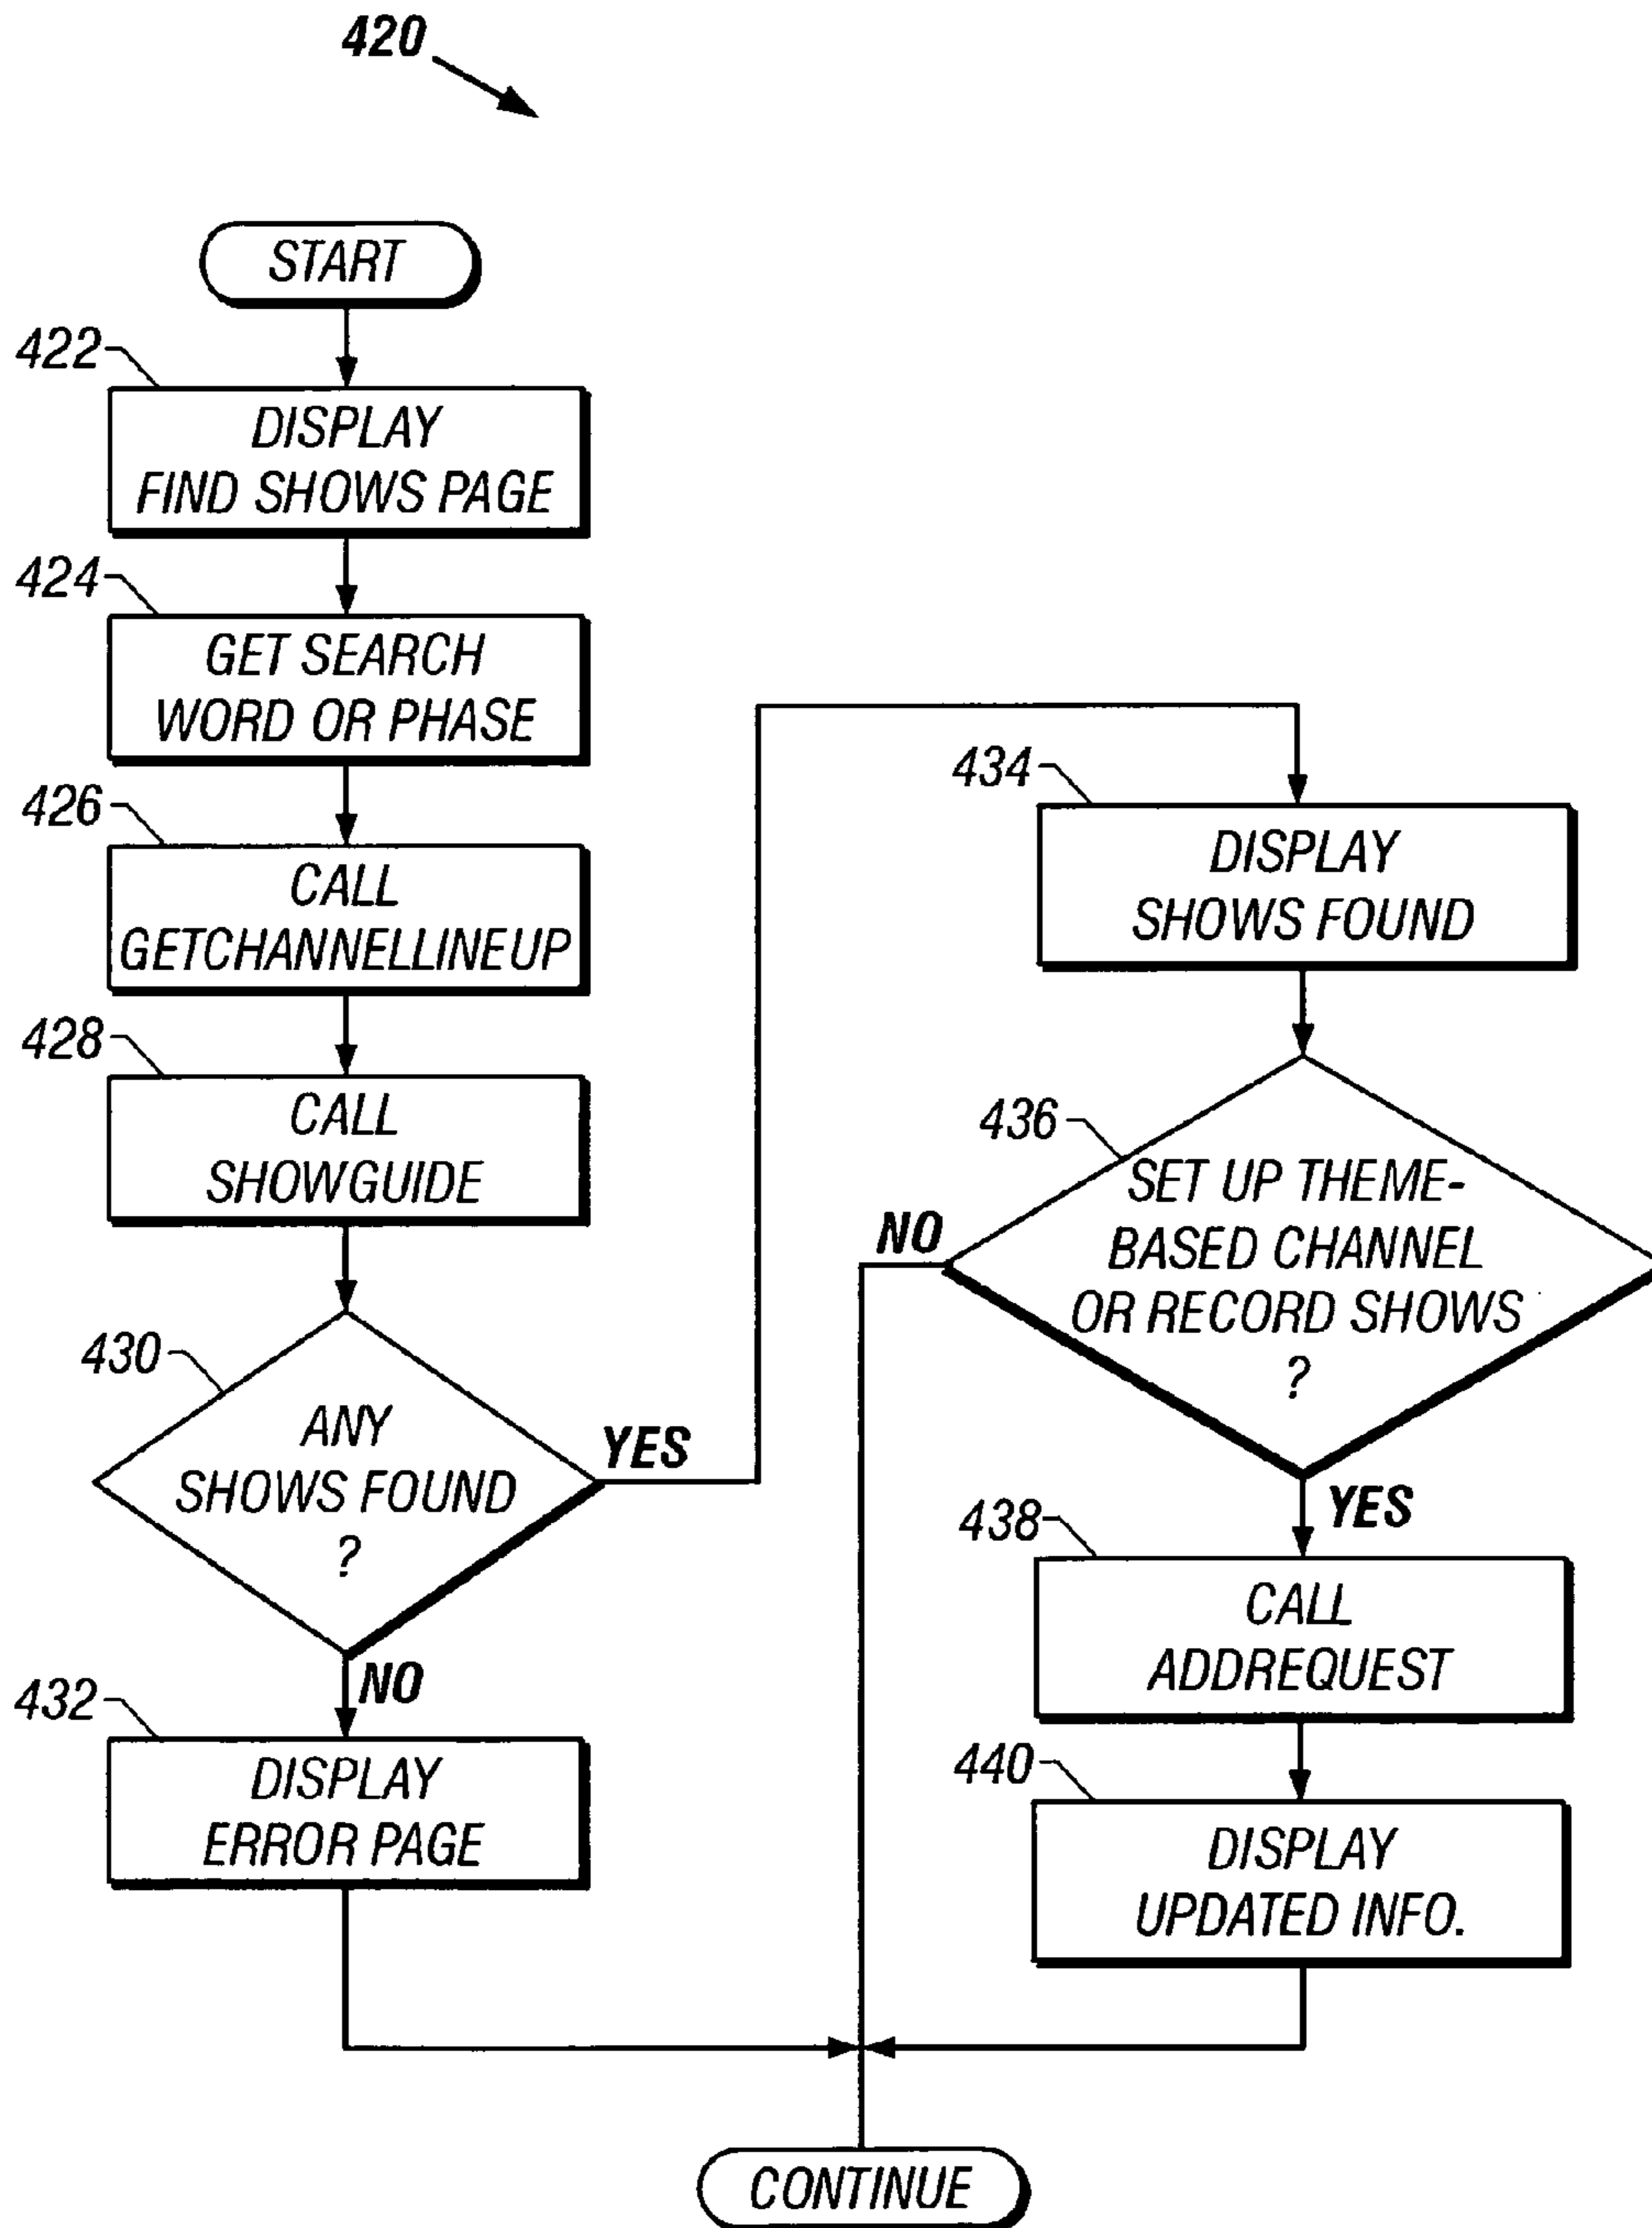 420
START
422
DISPLAY
FIND SHOWS PAGE
424
GET SEARCH
WORD OR PHASE
426
CALL
GETCHANNELLINEUP
428
CALL
SHOWGUIDE
430
ANY
SHOWS FOUND
?
YES
NO
432
DISPLAY
ERROR PAGE
434
DISPLAY
SHOWS FOUND
436
SET UP THEME-
BASED CHANNEL
OR RECORD SHOWS
?
NO
YES
438
CALL
ADDREQUEST
440
DISPLAY
UPDATED INFO.
CONTINUE